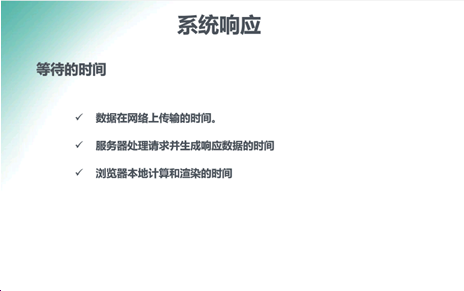 系统响应
等待的时间
✓ 数据在网络上传输的时间。
✓ 服务器处理请求并生成响应数据的时间
✓ 浏览器本地计算和渲染的时间